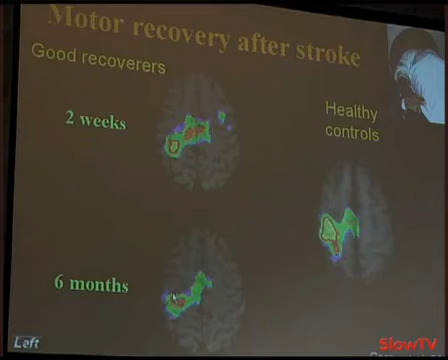 Motor recovery after stroke
Good recoverers
2 weeks
Healthy
controls
6 months
Left
SlowTV